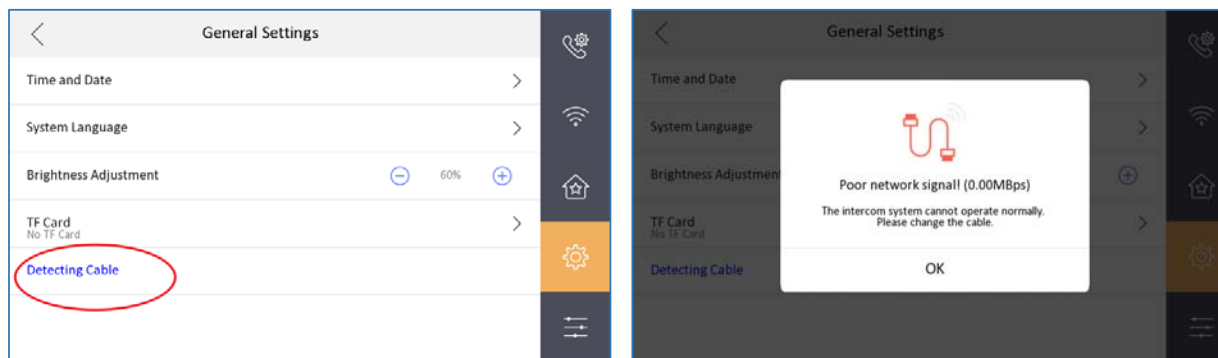 General Settings
Time and Date
System Language
Brightness Adjustment 60%
TF Card
No TF Card
Detecting Cable
General Settings
Time and Date
System Language
Brightness Adjustment
TF Card
No TF Card
Detecting Cable
Poor network signal! (0.00MBps)
The intercom system cannot operate normally.
Please change the cable.
OK